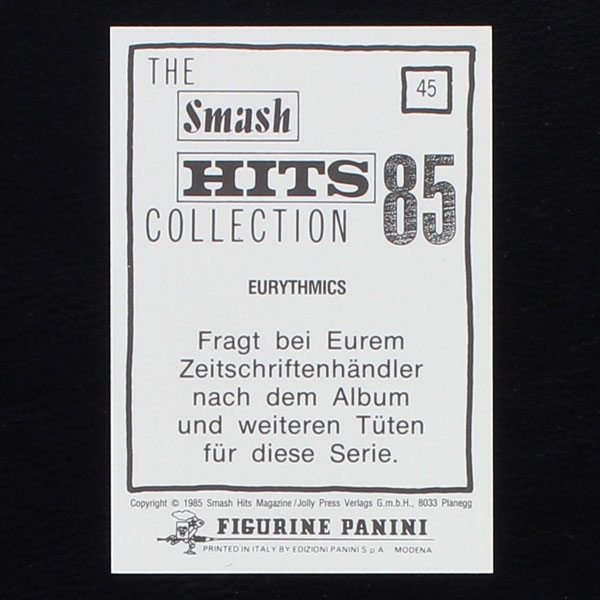 THE
45
Smash
HITS 85
COLLECTION
EURYTHMICS
Fragt bei Eurem
Zeitschriftenhändler
nach dem Album
und weiteren Tüten
für diese Serie.
Copyright © 1985 Smash Hits Magazine/Jolly Press Verlags G.m.b.H., 8033 Planegg
FIGURINE PANINI
PRINTED IN ITALY BY EDIZIONI PANINI S.p.A. MODENA